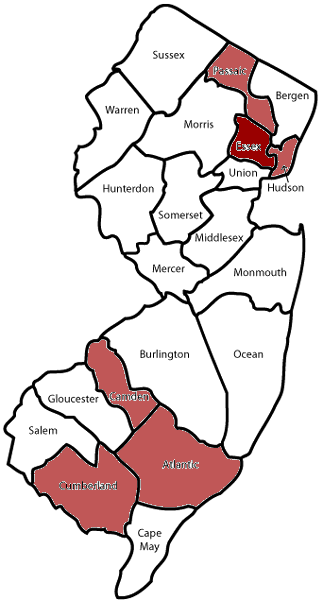 Sussex
Passaic
Bergen
Warren
Morris
Essex
Union
Hudson
Hunterdon
Somerset
Middlesex
Mercer
Monmouth
Burlington
Ocean
Camden
Gloucester
Salem
Atlantic
Cumberland
Cape
May